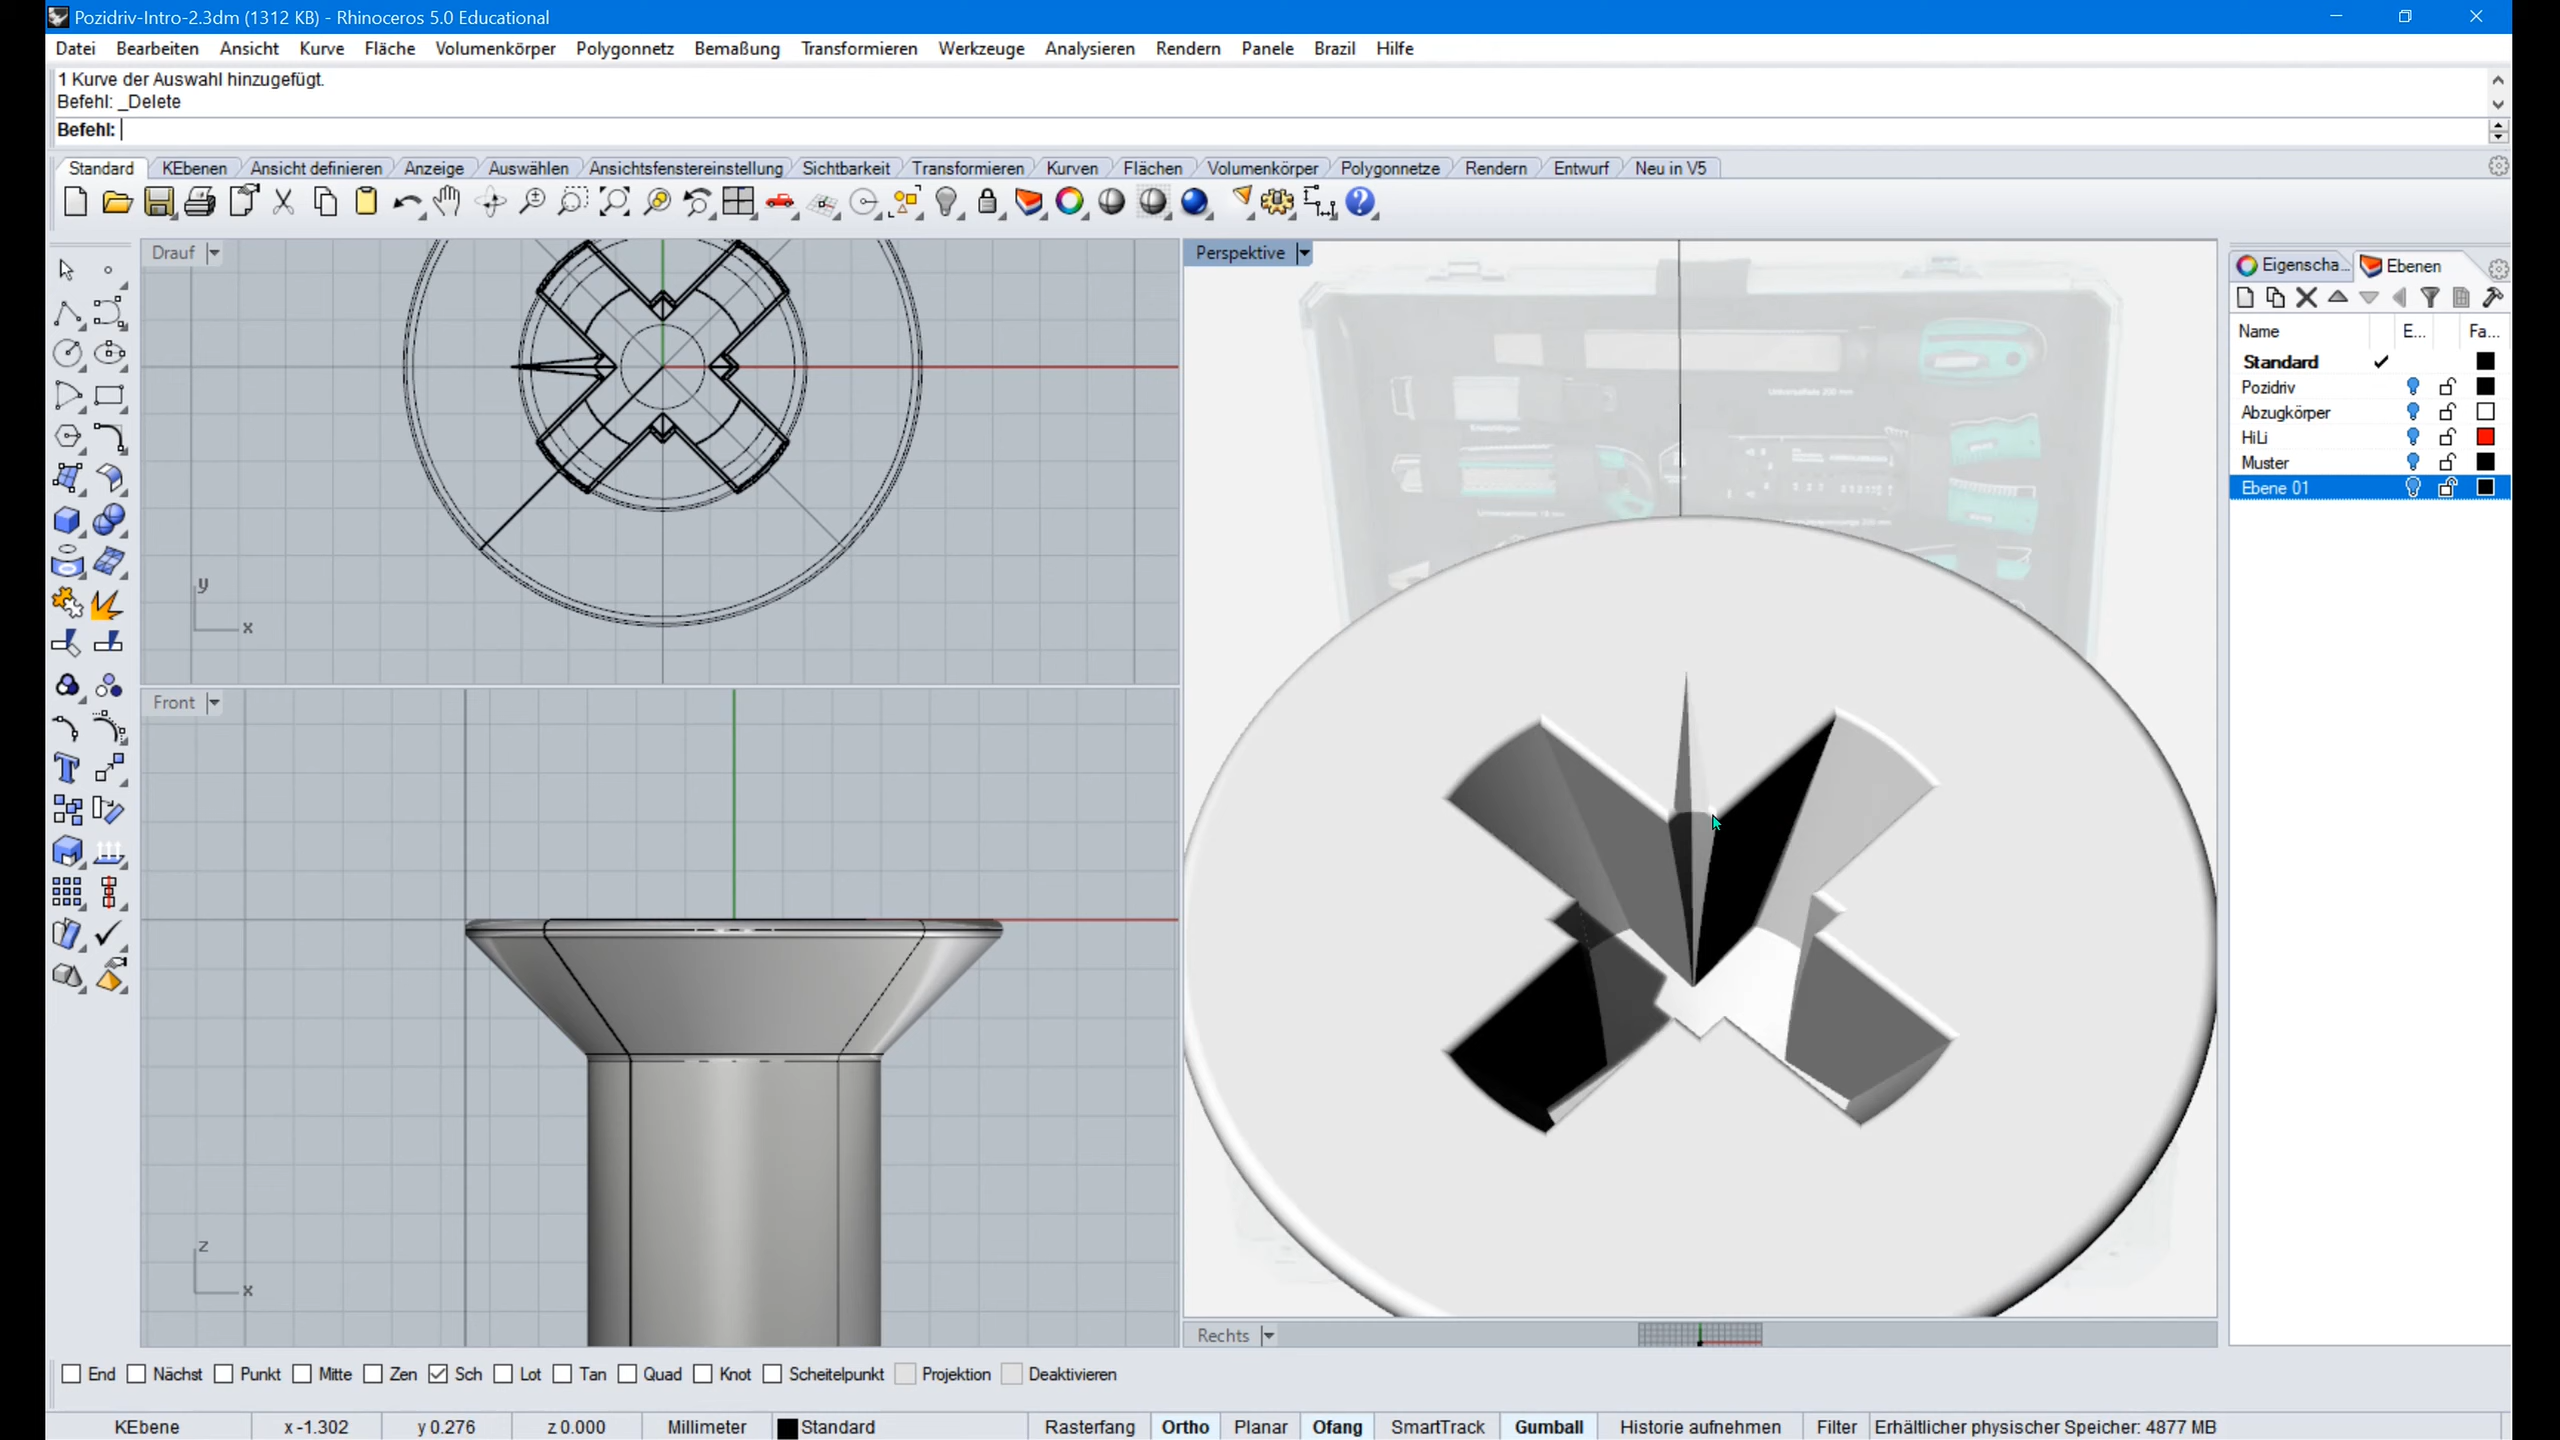 Pozidriv-Intro-2.3dm (1312 KB) - Rhinoceros 5.0 Educational
Datei Bearbeiten Ansicht Kurve Fläche Volumenkörper Polygonnetz Bemaßung Transformieren Werkzeuge Analysieren Rendern Panele Brazil Hilfe
1 Kurve der Auswahl hinzugefügt.
Befehl: _Delete
Befehl:
Standard KEbenen Ansicht definieren Anzeige Auswählen Ansichtsfenstereinstellung Sichtbarkeit Transformieren Kurven Flächen Volumenkörper Polygonnetze Rendern Entwurf Neu in V5
Drauf
Perspektive
Eigenscha... Ebenen
Name E... Fa...
Standard
Pozidriv
Abzugkörper
HiLi
Muster
Ebene 01
y
x
Front
z
x
Rechts
End Nächst Punkt Mitte Zen Sch Lot Tan Quad Knot Scheitelpunkt Projektion Deaktivieren
KEbene x -1.302 y 0.276 z 0.000 Millimeter Standard Rasterfang Ortho Planar Ofang SmartTrack Gumball Historie aufnehmen Filter Erhältlicher physischer Speicher: 4877 MB